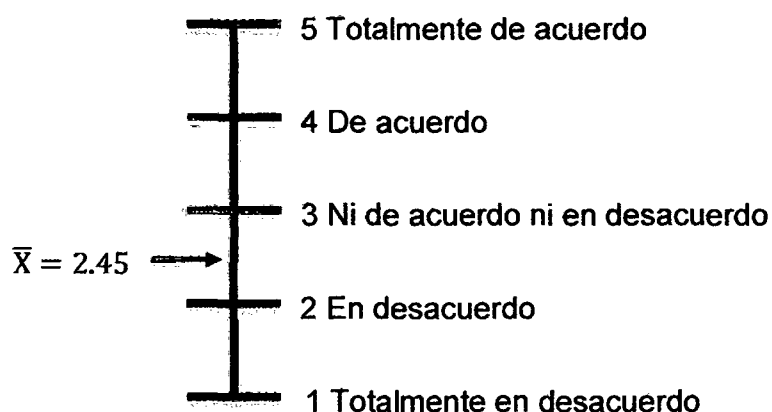 5 Totalmente de acuerdo
4 De acuerdo
3 Ni de acuerdo ni en desacuerdo
X̅ = 2.45
2 En desacuerdo
1 Totalmente en desacuerdo